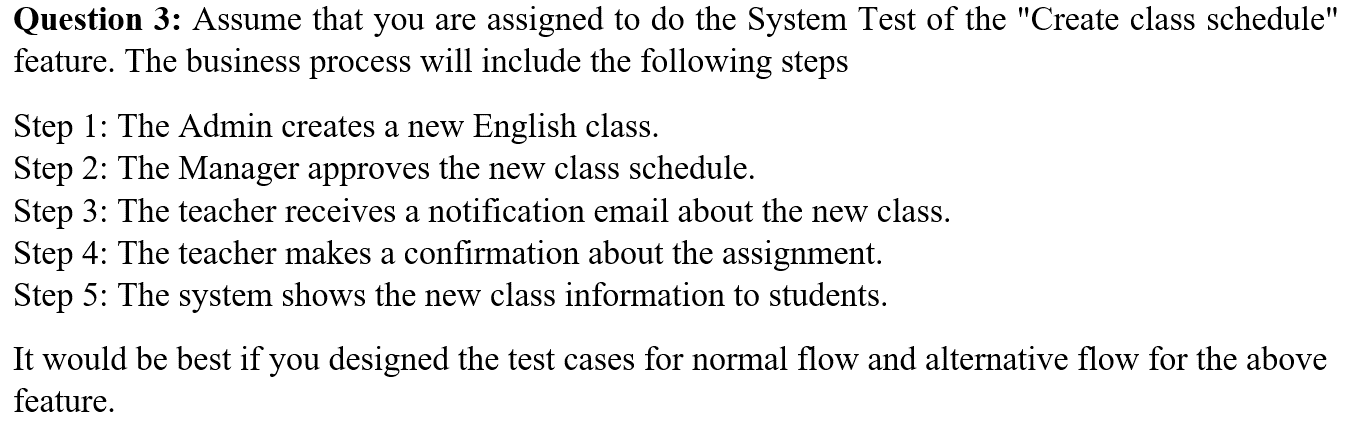 Question 3: Assume that you are assigned to do the System Test of the "Create class schedule"
feature. The business process will include the following steps
Step 1: The Admin creates a new English class.
Step 2: The Manager approves the new class schedule.
Step 3: The teacher receives a notification email about the new class.
Step 4: The teacher makes a confirmation about the assignment.
Step 5: The system shows the new class information to students.
It would be best if you designed the test cases for normal flow and alternative flow for the above
feature.